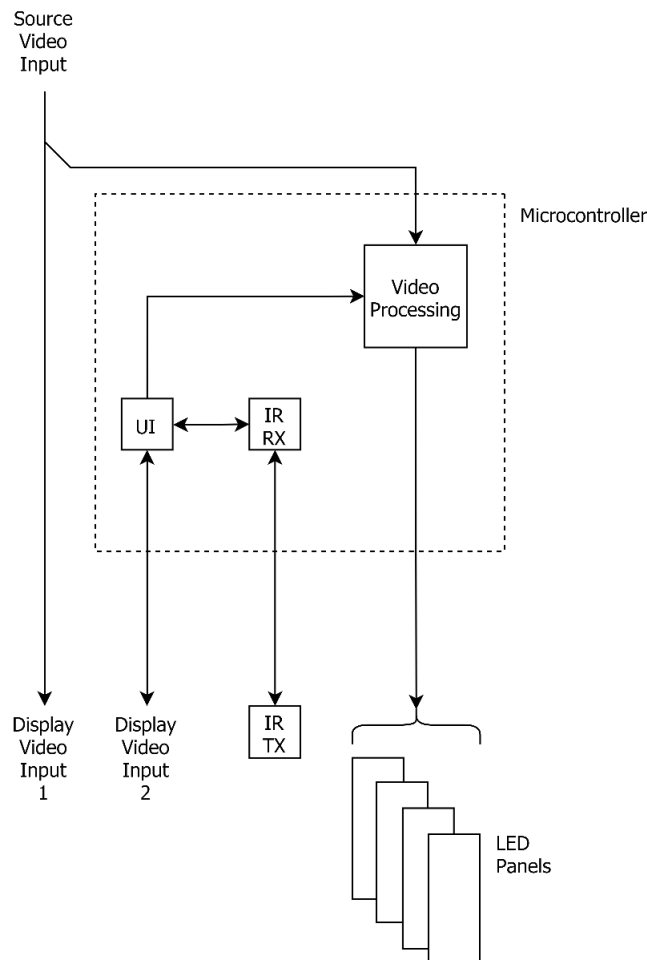 Source
Video
Input
Microcontroller
Video
Processing
UI
IR
RX
Display
Video
Input
1
Display
Video
Input
2
IR
TX
LED
Panels